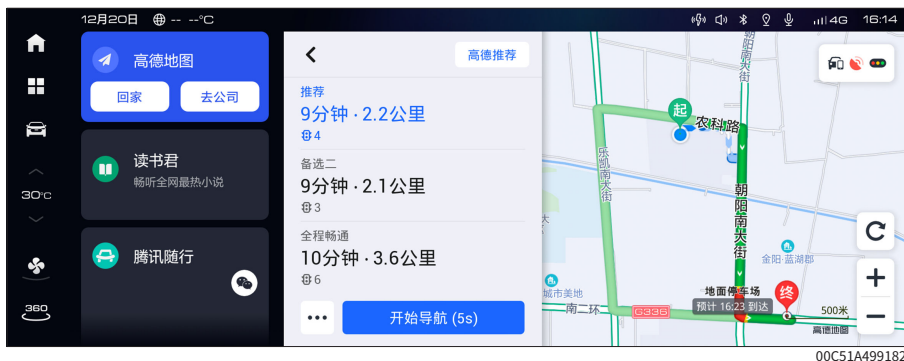 12月20日 -- --°C
4G 16:14
30°C
360
高德地图
回家
去公司
读书君
畅听全网最热小说
腾讯随行
高德推荐
推荐
9分钟·2.2公里
4
备选二
9分钟·2.1公里
3
全程畅通
10分钟·3.6公里
6
开始导航 (5s)
朝阳南大街
起
农科路
乐凯南大街
朝阳南大街
金阳·蓝湖郡
城市美地
地面停车场
终
预计 16:23 到达
南二环
G336
500米
高德地图
00C51A499182